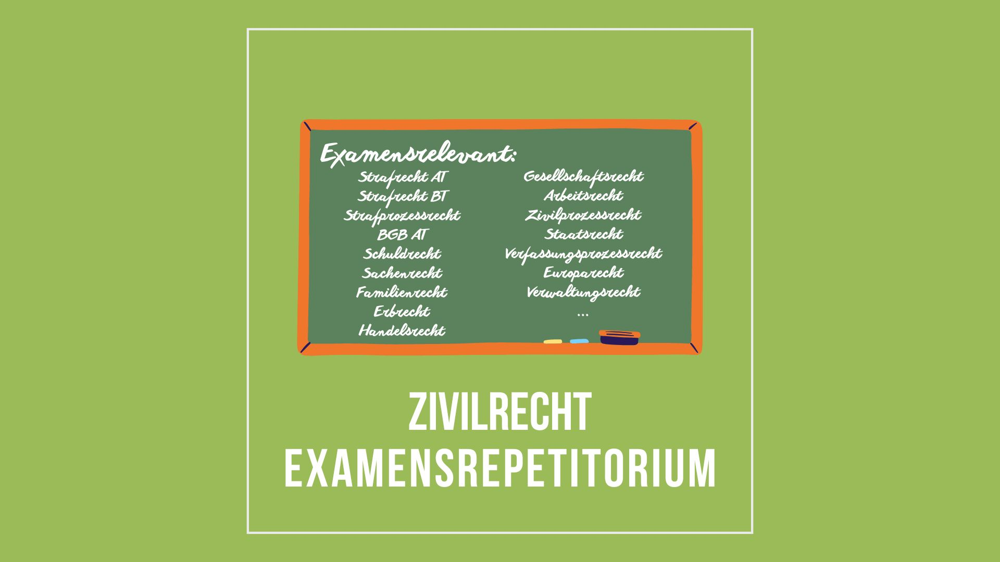 Examensrelevant:
Strafrecht AT
Strafrecht BT
Strafprozessrecht
BGB AT
Schuldrecht
Sachenrecht
Familienrecht
Erbrecht
Handelsrecht
Gesellschaftsrecht
Arbeitsrecht
Zivilprozessrecht
Staatsrecht
Verfassungsprozessrecht
Europarecht
Verwaltungsrecht
...
ZIVILRECHT
EXAMENSREPETITORIUM